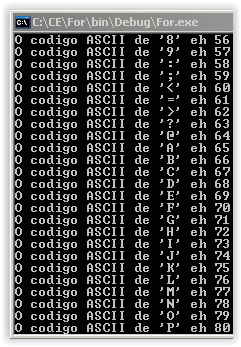 C:\CE\For\bin\Debug\For.exe
O codigo ASCII de '8' eh 56
O codigo ASCII de '9' eh 57
O codigo ASCII de ':' eh 58
O codigo ASCII de ';' eh 59
O codigo ASCII de '<' eh 60
O codigo ASCII de '=' eh 61
O codigo ASCII de '>' eh 62
O codigo ASCII de '?' eh 63
O codigo ASCII de '@' eh 64
O codigo ASCII de 'A' eh 65
O codigo ASCII de 'B' eh 66
O codigo ASCII de 'C' eh 67
O codigo ASCII de 'D' eh 68
O codigo ASCII de 'E' eh 69
O codigo ASCII de 'F' eh 70
O codigo ASCII de 'G' eh 71
O codigo ASCII de 'H' eh 72
O codigo ASCII de 'I' eh 73
O codigo ASCII de 'J' eh 74
O codigo ASCII de 'K' eh 75
O codigo ASCII de 'L' eh 76
O codigo ASCII de 'M' eh 77
O codigo ASCII de 'N' eh 78
O codigo ASCII de 'O' eh 79
O codigo ASCII de 'P' eh 80